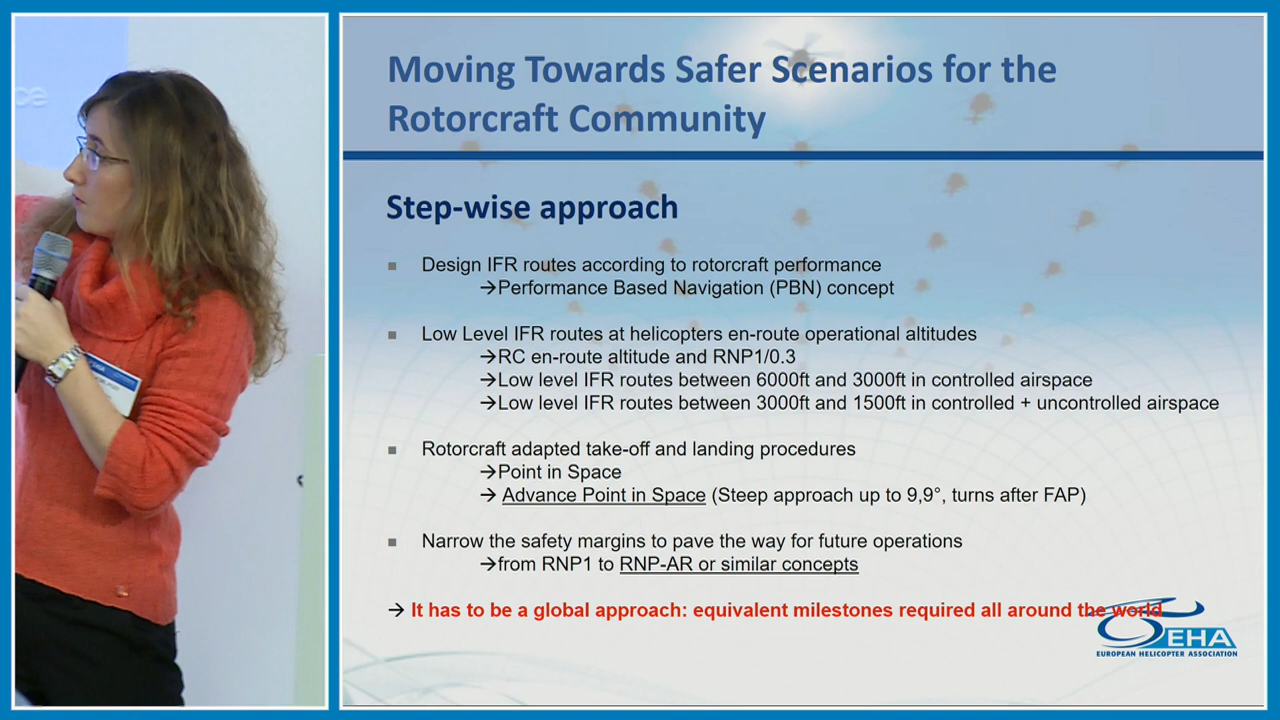 Moving Towards Safer Scenarios for the
Rotorcraft Community
Step-wise approach
▪ Design IFR routes according to rotorcraft performance
→Performance Based Navigation (PBN) concept
▪ Low Level IFR routes at helicopters en-route operational altitudes
→RC en-route altitude and RNP1/0.3
→Low level IFR routes between 6000ft and 3000ft in controlled airspace
→Low level IFR routes between 3000ft and 1500ft in controlled + uncontrolled airspace
▪ Rotorcraft adapted take-off and landing procedures
→Point in Space
→ Advance Point in Space (Steep approach up to 9,9°, turns after FAP)
▪ Narrow the safety margins to pave the way for future operations
→from RNP1 to RNP-AR or similar concepts
→ It has to be a global approach: equivalent milestones required all around the world
EHA
EUROPEAN HELICOPTER ASSOCIATION